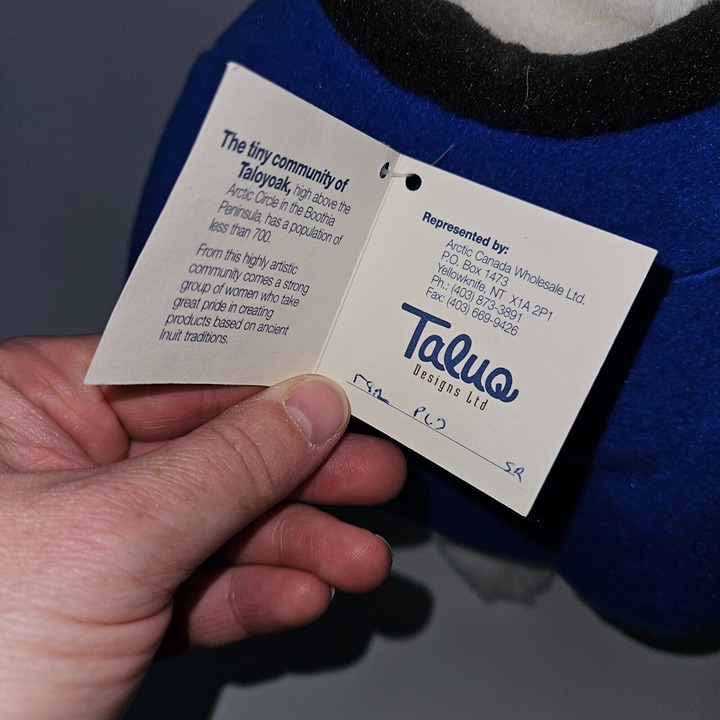 The tiny community of
Taloyoak, high above the
Arctic Circle in the Boothia
Peninsula, has a population of
less than 700.
From this highly artistic
community comes a strong
group of women who take
great pride in creating
products based on ancient
Inuit traditions.
Represented by:
Arctic Canada Wholesale Ltd.
P.O. Box 1473
Yellowknife, NT X1A 2P1
Ph.: (403) 873-3891
Fax: (403) 669-9426
Taluq
Designs Ltd